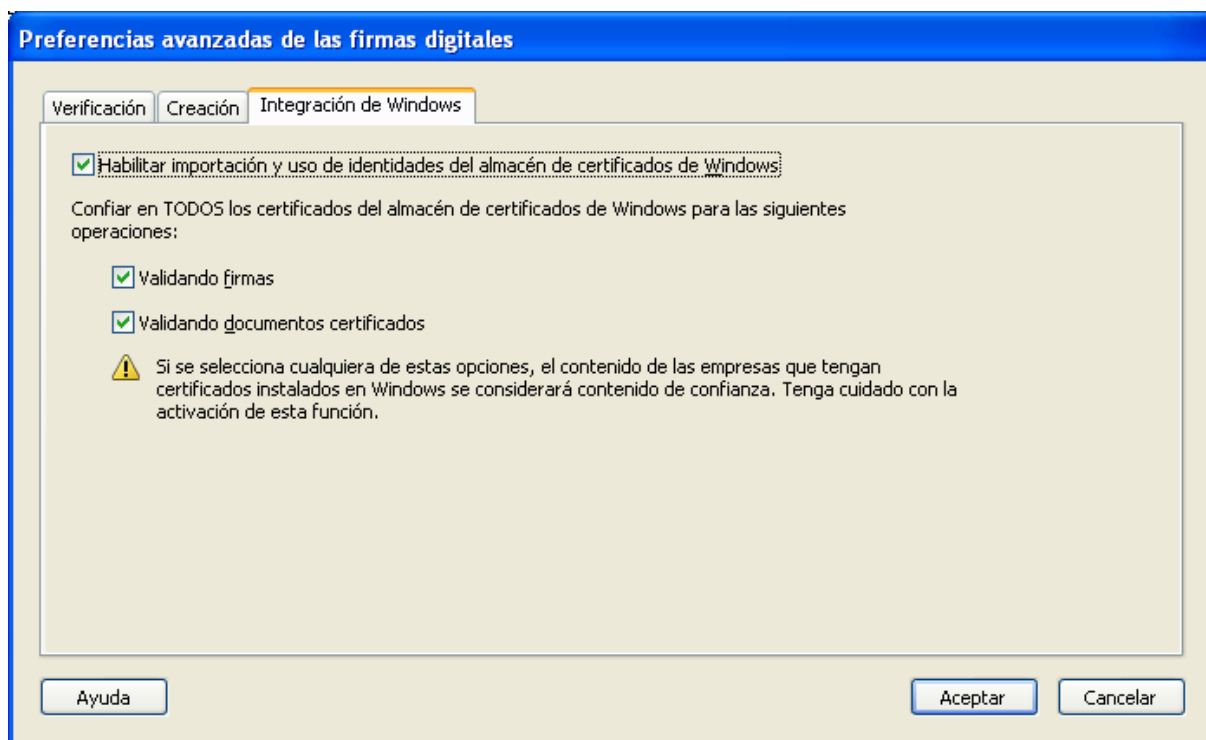 Preferencias avanzadas de las firmas digitales
Verificación
Creación
Integración de Windows
Habilitar importación y uso de identidades del almacén de certificados de Windows
Confiar en TODOS los certificados del almacén de certificados de Windows para las siguientes
operaciones:
Validando firmas
Validando documentos certificados
Si se selecciona cualquiera de estas opciones, el contenido de las empresas que tengan
certificados instalados en Windows se considerará contenido de confianza. Tenga cuidado con la
activación de esta función.
Ayuda
Aceptar
Cancelar